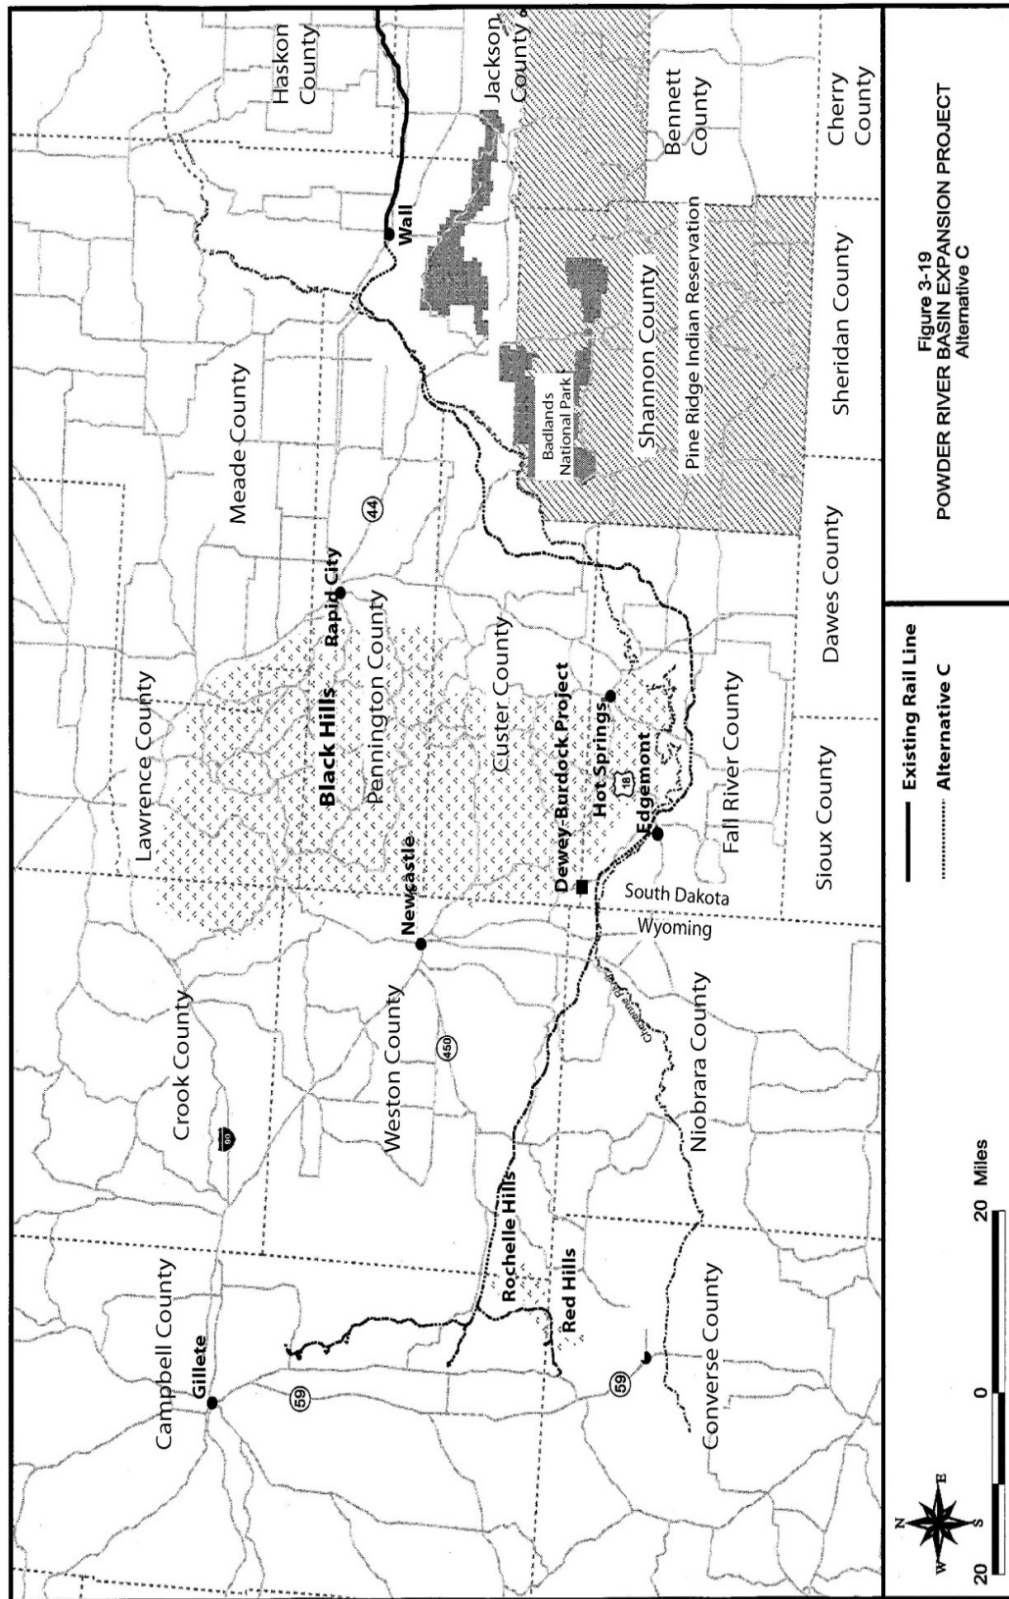 Haskon
County
Jackson
County
6
Bennett
County
Cherry
County
Wall
Meade County
44
Badlands
National Park
Shannon County
Pine Ridge Indian Reservation
Sheridan County
Lawrence County
Rapid City
Black Hills
Pennington County
Custer County
Dewey-Burdock Project
Hot Springs
18
Edgemont
Fall River County
Dawes County
Sioux County
Newcastle
South Dakota
Wyoming
Crook County
90
Weston County
450
Cheyenne River
Niobrara County
Campbell County
Gillete
59
Rochelle Hills
Red Hills
59
Converse County
Figure 3-19
POWDER RIVER BASIN EXPANSION PROJECT
Alternative C
Existing Rail Line
Alternative C
N
W E
S
20 0 20 Miles